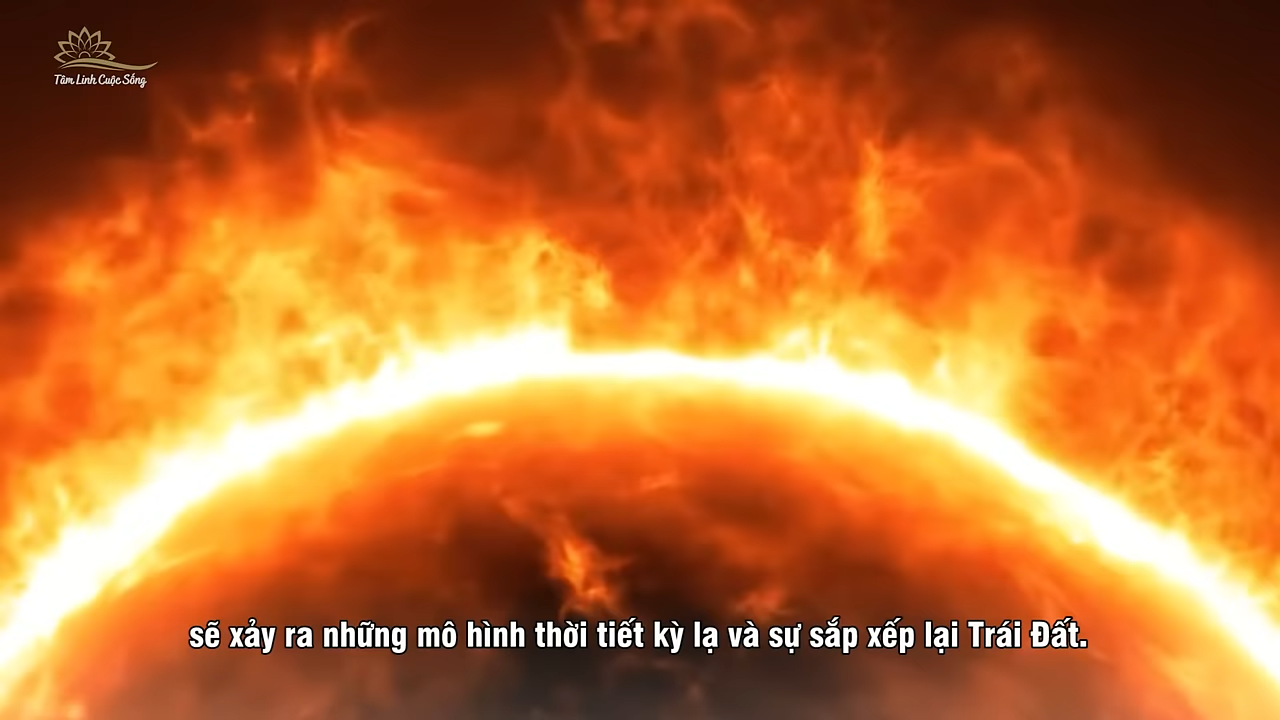 Tâm Linh Cuộc Sống
sẽ xảy ra những mô hình thời tiết kỳ lạ và sự sắp xếp lại Trái Đất.